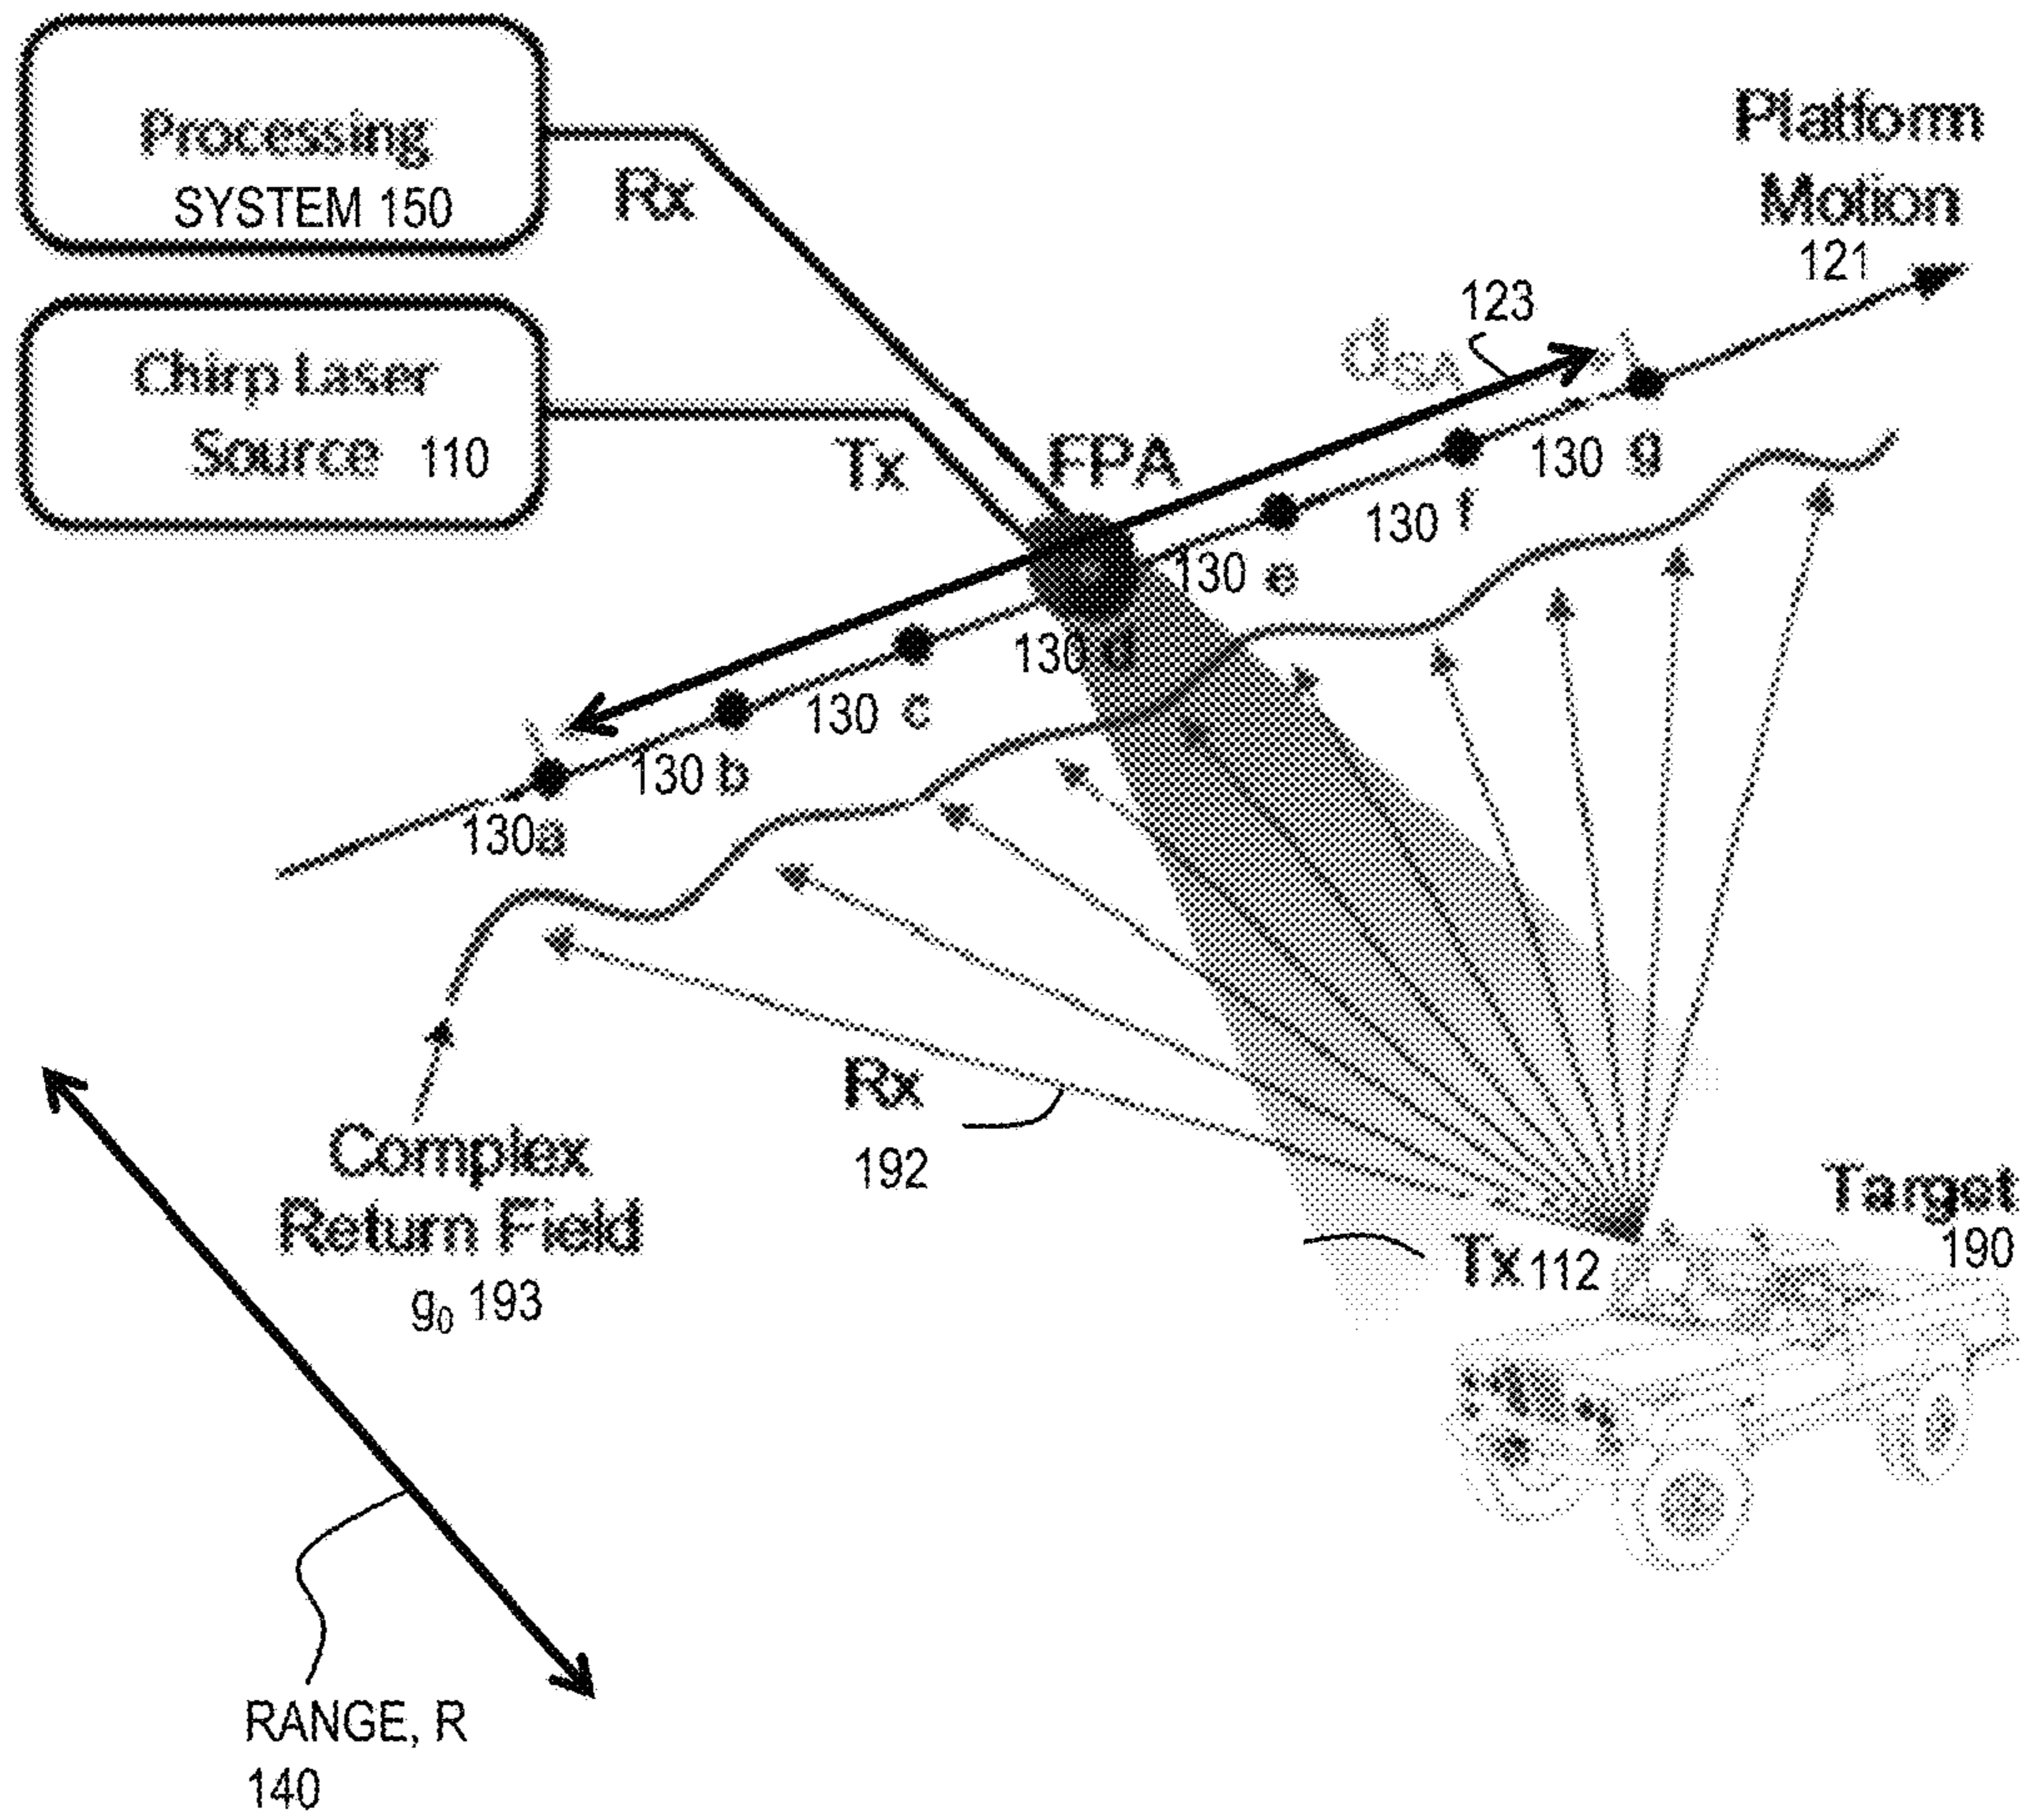 Processing
SYSTEM 150
Rx
Chirp Laser
Source 110
Tx
FPA
Platform
Motion
121
123
dSA
130 g
130 f
130 e
130 d
130 c
130 b
130a
Rx
192
Complex
Return Field
g0 193
Tx 112
Target
190
RANGE, R
140